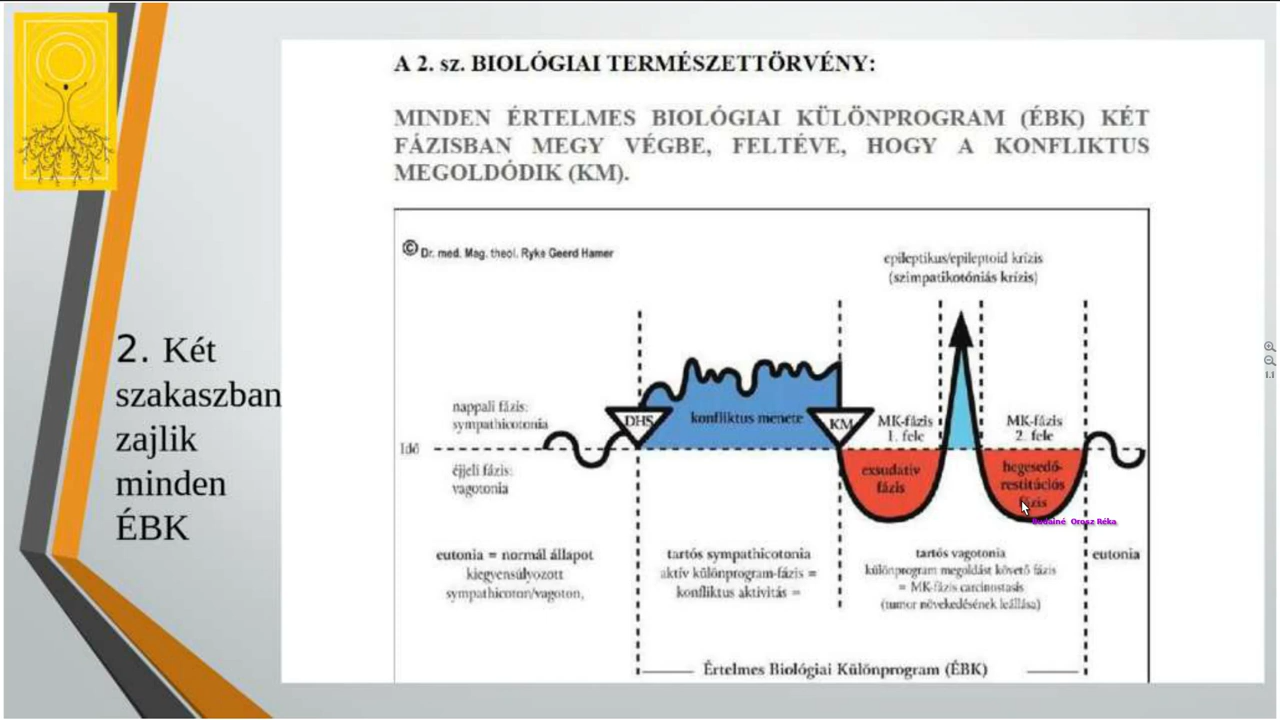 A 2. sz. BIOLÓGIAI TERMÉSZETTÖRVÉNY:
MINDEN ÉRTELMES BIOLÓGIAI KÜLÖNPROGRAM (ÉBK) KÉT
FÁZISBAN MEGY VÉGBE, FELTÉVE, HOGY A KONFLIKTUS
MEGOLDÓDIK (KM).
© Dr. med. Mag. theol. Ryke Geerd Hamer
epileptikus/epileptoid krízis
(szimpatikotóniás krízis)
2. Két
szakaszban
zajlik
minden
ÉBK
nappali fázis:
sympathicotonia
Idő
éjjeli fázis:
vagotonia
DHS
konfliktus menete
KM
MK-fázis
1. fele
MK-fázis
2. fele
exsudatív
fázis
hegesedő-
restitúciós
fázis
Orosz Réka
eutonia = normál állapot
kiegyensúlyozott
sympathicoton/vagoton,
tartós sympathicotonia
aktív különprogram-fázis =
konfliktus aktivitás =
tartós vagotonia
különprogram megoldást követő fázis
= MK-fázis carcinostasis
(tumor növekedésének leállása)
eutonia
Értelmes Biológiai Különprogram (ÉBK)